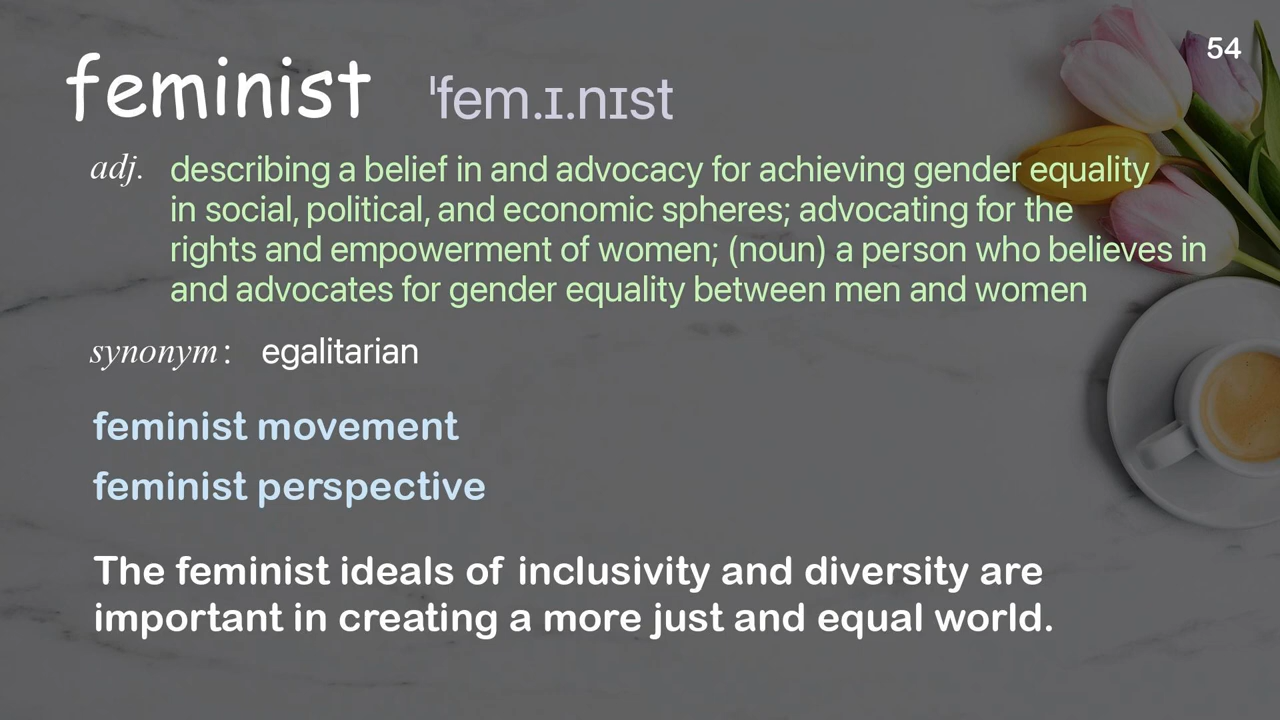 54
feminist ˈfem.ɪ.nɪst
adj. describing a belief in and advocacy for achieving gender equality
in social, political, and economic spheres; advocating for the
rights and empowerment of women; (noun) a person who believes in
and advocates for gender equality between men and women
synonym: egalitarian
feminist movement
feminist perspective
The feminist ideals of inclusivity and diversity are
important in creating a more just and equal world.